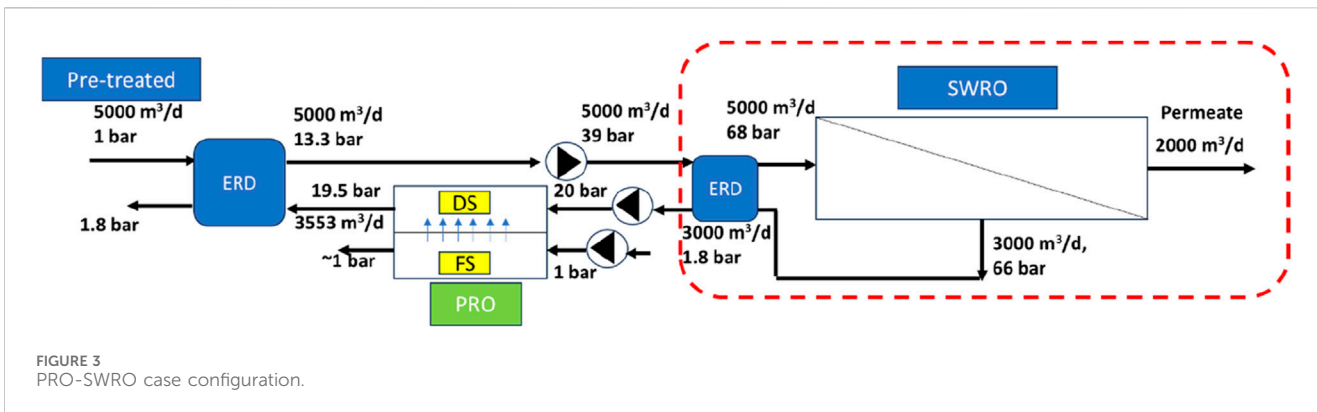 Pre-treated
5000 m³/d
1 bar
ERD
1.8 bar
5000 m³/d
13.3 bar
19.5 bar
3553 m³/d
~1 bar
DS
FS
PRO
20 bar
1 bar
5000 m³/d
39 bar
ERD
3000 m³/d
1.8 bar
5000 m³/d
68 bar
SWRO
Permeate
2000 m³/d
3000 m³/d,
66 bar
FIGURE 3
PRO-SWRO case configuration.